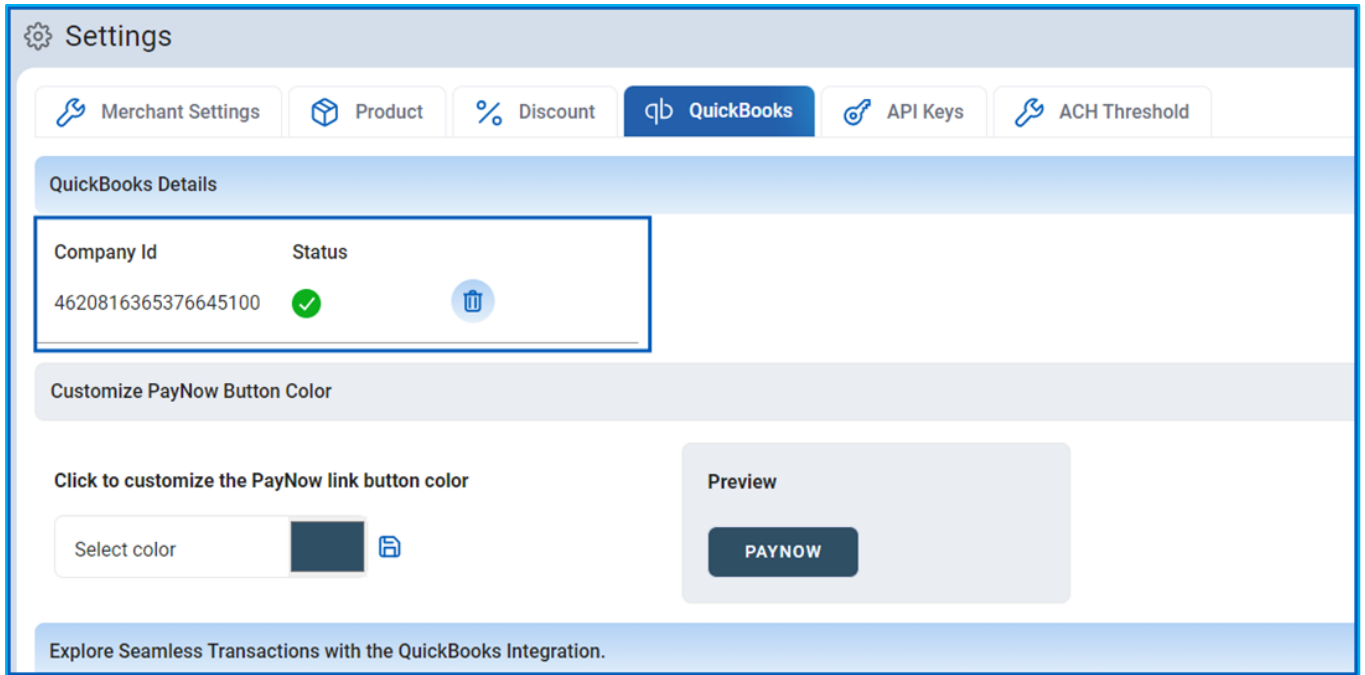 Settings
Merchant Settings Product Discount qb QuickBooks API Keys ACH Threshold
QuickBooks Details
Company Id Status
4620816365376645100
Customize PayNow Button Color
Click to customize the PayNow link button color
Preview
Select color
PAYNOW
Explore Seamless Transactions with the QuickBooks Integration.